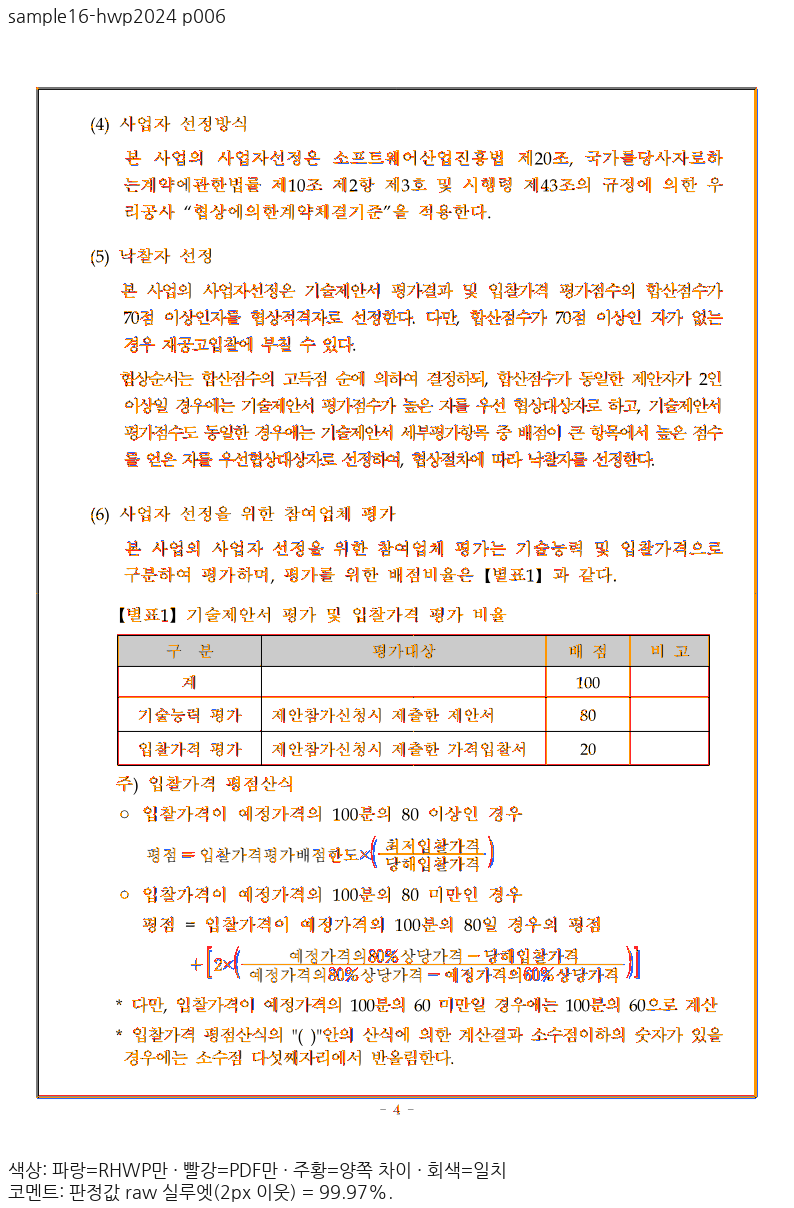 sample16-hwp2024 p006
(4) 사업자 선정방식
본 사업의 사업자선정은 소프트웨어산업진흥법 제20조, 국가를당사자로하
는계약에관한법률 제10조 제2항 제3호 및 시행령 제43조의 규정에 의한 우
리공사 “협상에의한계약체결기준”을 적용한다.
(5) 낙찰자 선정
본 사업의 사업자선정은 기술제안서 평가결과 및 입찰가격 평가점수의 합산점수가
70점 이상인자를 협상적격자로 선정한다. 다만, 합산점수가 70점 이상인 자가 없는
경우 재공고입찰에 부칠 수 있다.
협상순서는 합산점수의 고득점 순에 의하여 결정하되, 합산점수가 동일한 제안자가 2인
이상일 경우에는 기술제안서 평가점수가 높은 자를 우선 협상대상자로 하고, 기술제안서
평가점수도 동일한 경우에는 기술제안서 세부평가항목 중 배점이 큰 항목에서 높은 점수
를 얻은 자를 우선협상대상자로 선정하여, 협상절차에 따라 낙찰자를 선정한다.
(6) 사업자 선정을 위한 참여업체 평가
본 사업의 사업자 선정을 위한 참여업체 평가는 기술능력 및 입찰가격으로
구분하여 평가하며, 평가를 위한 배점비율은 【별표1】 과 같다.
【별표1】 기술제안서 평가 및 입찰가격 평가 비율
구 분 평가대상 배 점 비 고
계 100
기술능력 평가 제안참가신청시 제출한 제안서 80
입찰가격 평가 제안참가신청시 제출한 가격입찰서 20
주) 입찰가격 평점산식
○ 입찰가격이 예정가격의 100분의 80 이상인 경우
평점 = 입찰가격평가배점한도×( 최저입찰가격 / 당해입찰가격 )
○ 입찰가격이 예정가격의 100분의 80 미만인 경우
평점 = 입찰가격이 예정가격의 100분의 80일 경우의 평점
+[2×( 예정가격의80%상당가격 − 당해입찰가격 / 예정가격의80%상당가격 − 예정가격의60%상당가격 )]
* 다만, 입찰가격이 예정가격의 100분의 60 미만일 경우에는 100분의 60으로 계산
* 입찰가격 평점산식의 "( )"안의 산식에 의한 계산결과 소수점이하의 숫자가 있을
경우에는 소수점 다섯째자리에서 반올림한다.
- 4 -
색상: 파랑=RHWP만 · 빨강=PDF만 · 주황=양쪽 차이 · 회색=일치
코멘트: 판정값 raw 실루엣(2px 이웃) = 99.97%.